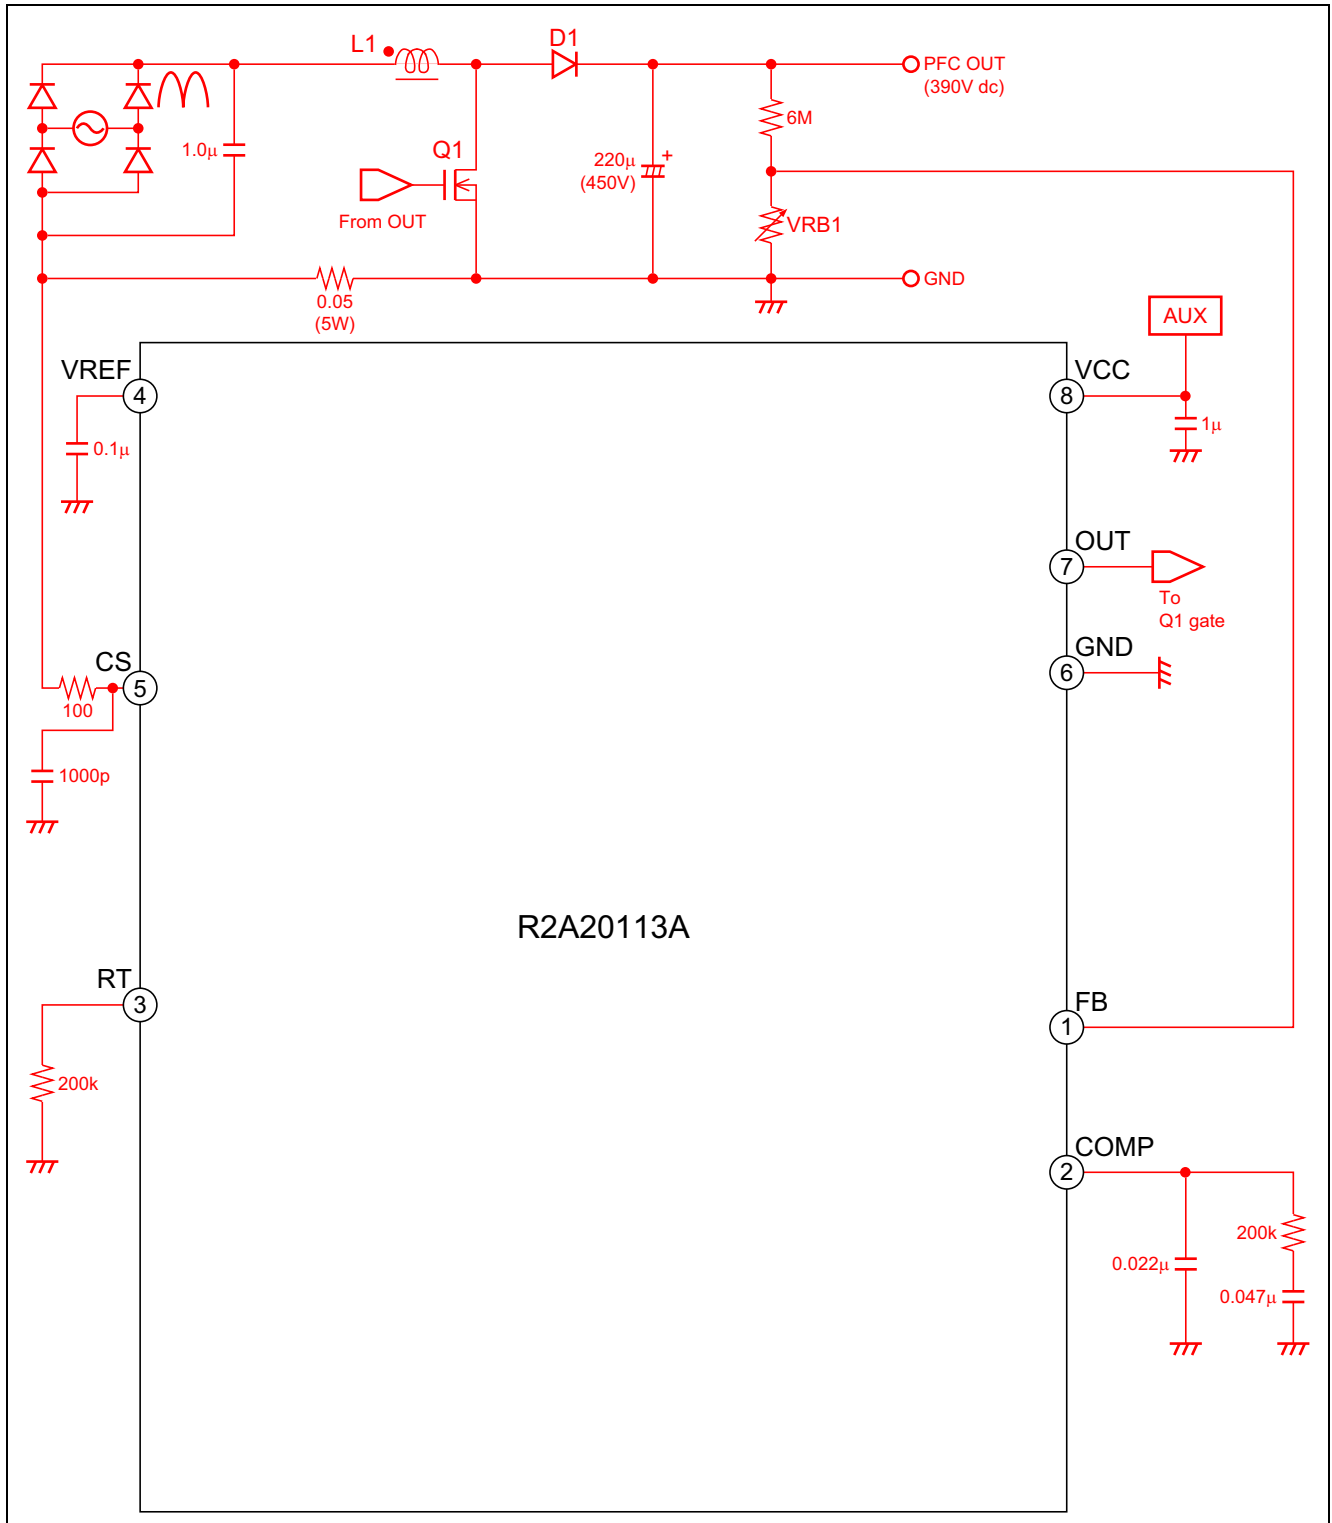 L1
D1
PFC OUT
(390V dc)
6M
1.0μ
Q1
220μ
(450V)
+
From OUT
VRB1
GND
0.05
(5W)
AUX
VREF
4
0.1μ
VCC
8
1μ
OUT
7
To
Q1 gate
GND
6
CS
5
100
1000p
R2A20113A
RT
3
200k
FB
1
COMP
2
0.022μ
200k
0.047μ